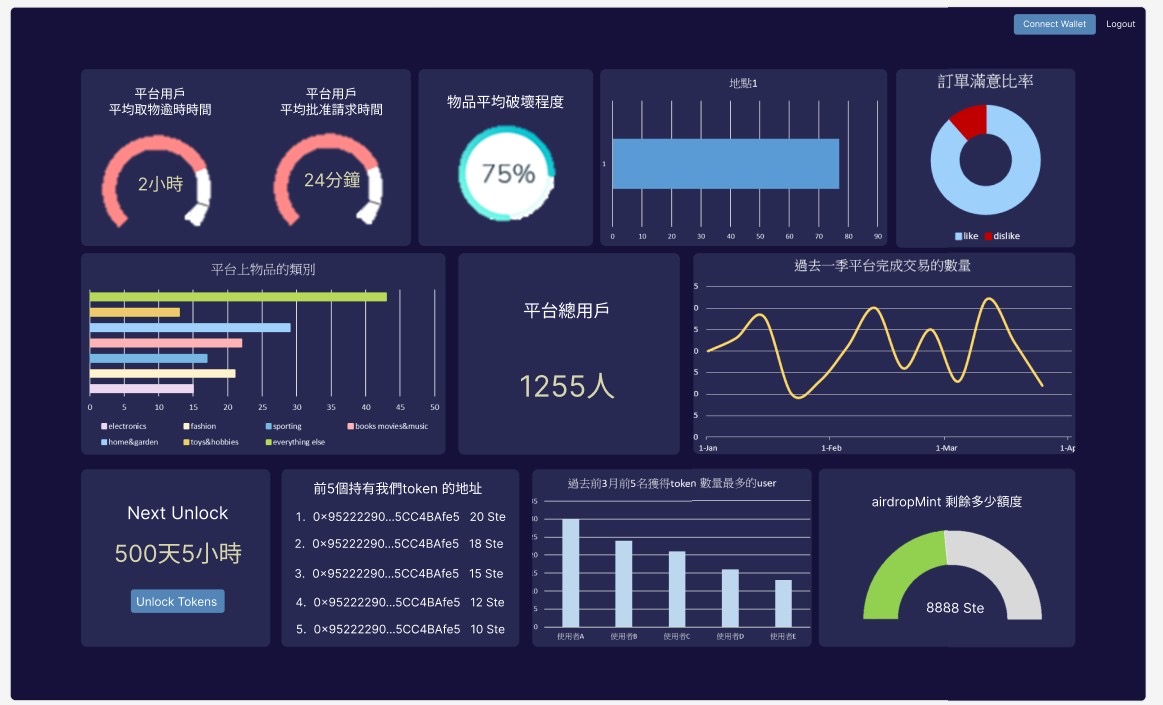 Connect Wallet
Logout
平台用戶
平均取物逾時時間
2小時
平台用戶
平均批准請求時間
24分鐘
物品平均破壞程度
75%
地點1
1
0 10 20 30 40 50 60 70 80 90
訂單滿意比率
like dislike
平台上物品的類別
0 5 10 15 20 25 30 35 40 45 50
electronics fashion sporting books movies&music
home&garden toys&hobbies everything else
平台總用戶
1255人
過去一季平台完成交易的數量
5
0
5
0
5
0
5
0
1-Jan 1-Feb 1-Mar 1-Ap
Next Unlock
500天5小時
Unlock Tokens
前5個持有我們token 的地址
1. 0×95222290...5CC4BAfe5 20 Ste
2. 0×95222290...5CC4BAfe5 18 Ste
3. 0×95222290...5CC4BAfe5 15 Ste
4. 0×95222290...5CC4BAfe5 12 Ste
5. 0×95222290...5CC4BAfe5 10 Ste
過去前3月前5名獲得token 數量最多的user
35
30
25
20
15
10
5
0
使用者A 使用者B 使用者C 使用者D 使用者E
airdropMint 剩餘多少額度
8888 Ste